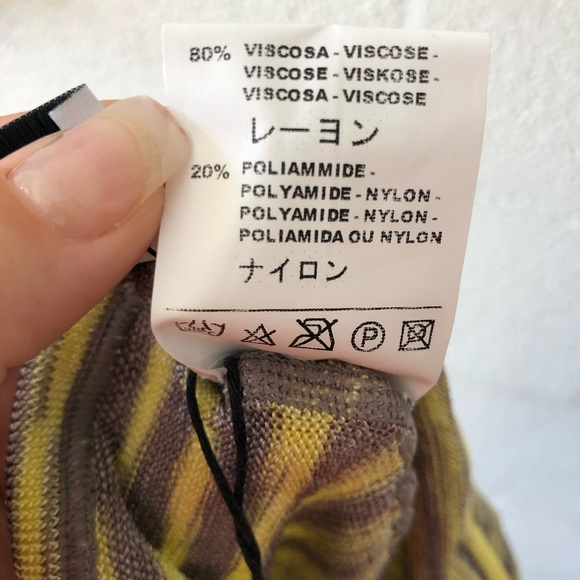 80% VISCOSA - VISCOSE -
VISCOSE - VISKOSE -
VISCOSA - VISCOSE
レーヨン
20% POLIAMMIDE -
POLYAMIDE - NYLON -
POLYAMIDE - NYLON -
POLIAMIDA OU NYLON
ナイロン
P